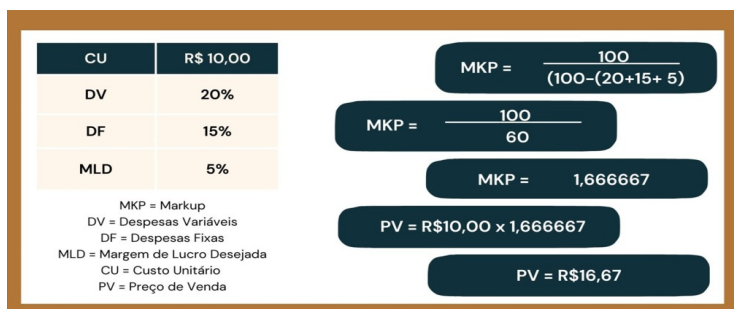 CU R$ 10,00
DV 20%
DF 15%
MLD 5%
MKP = Markup
DV = Despesas Variáveis
DF = Despesas Fixas
MLD = Margem de Lucro Desejada
CU = Custo Unitário
PV = Preço de Venda
MKP = 100
(100-(20+15+ 5)
MKP = 100
60
MKP = 1,666667
PV = R$10,00 x 1,666667
PV = R$16,67